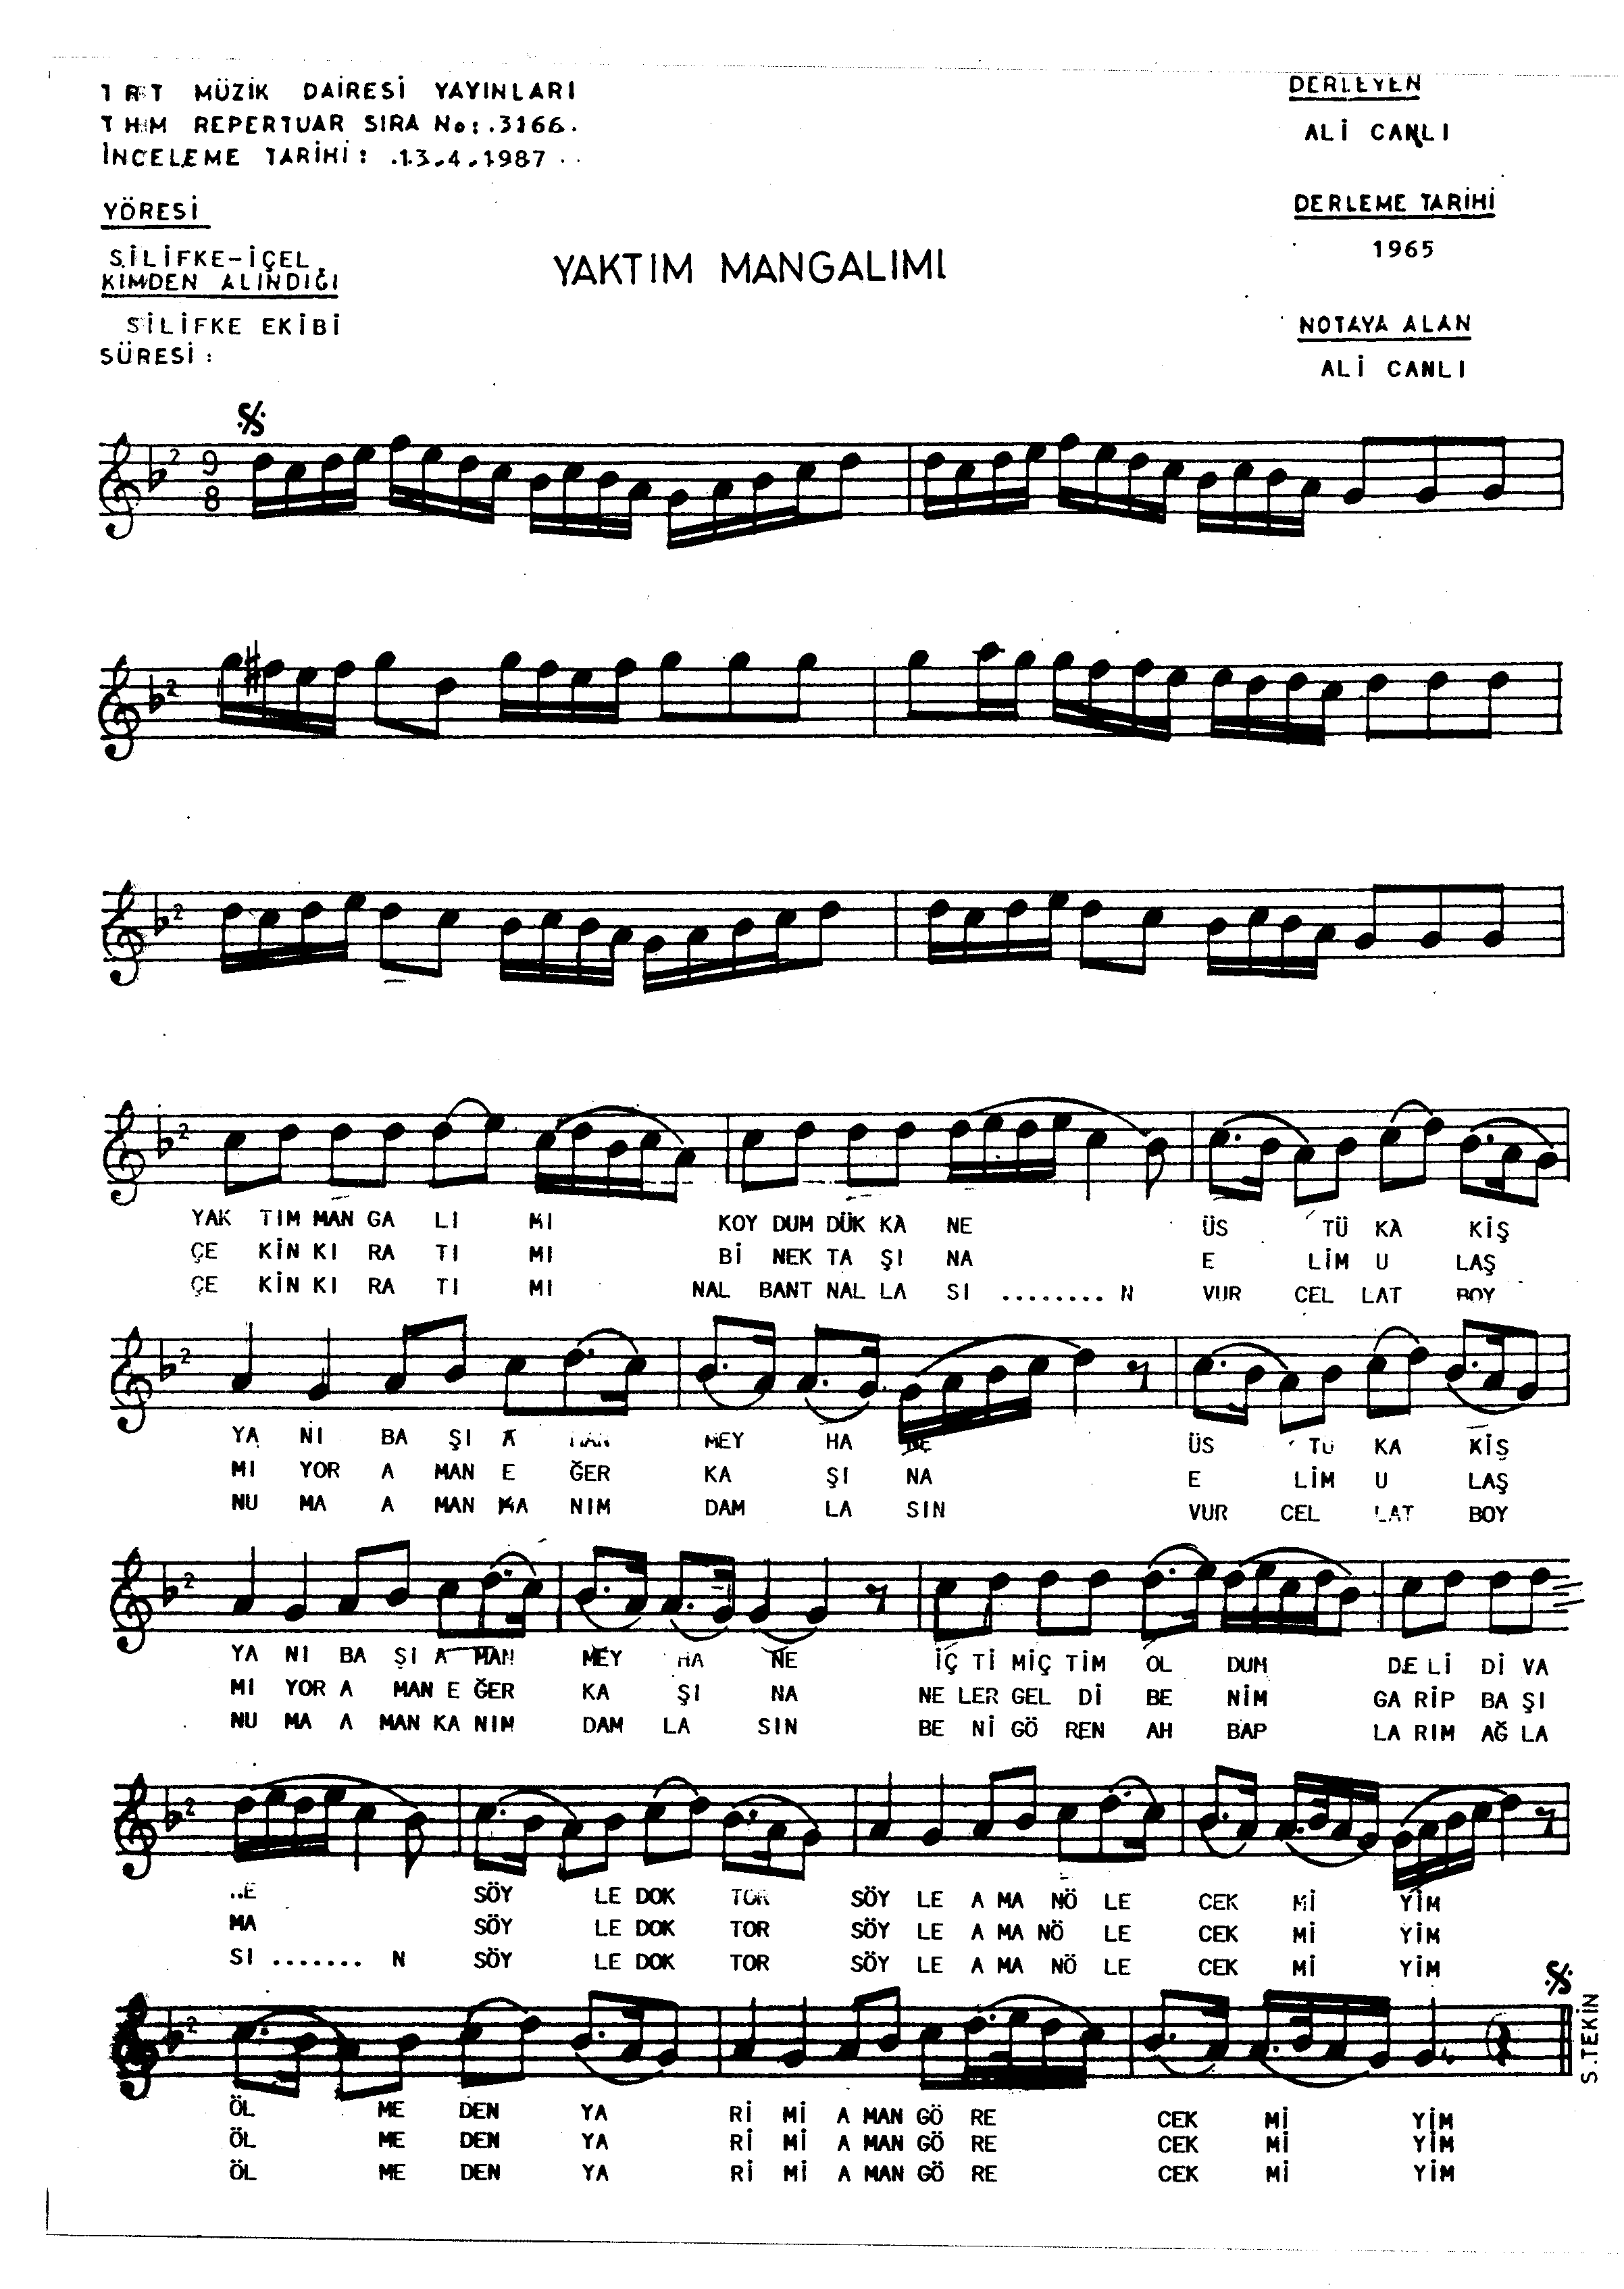 TRT MÜZİK DAİRESİ YAYINLARI
THM REPERTUAR SIRA No: .3166.
İNCELEME TARİHİ: .13.4.1987 ..
YÖRESİ
SİLİFKE-İÇEL
KİMDEN ALINDIĞI
SİLİFKE EKİBİ
SÜRESİ :
YAKTIM MANGALIMI
DERLEYEN
ALİ CANLI
DERLEME TARİHİ
1965
NOTAYA ALAN
ALİ CANLI
2 9 8
2
2
2
YAK TIM MAN GA LI MI KOY DUM DÜK KA NE ÜS TÜ KA KİŞ
ÇE KİN KI RA TI MI Bİ NEK TA ŞI NA E LİM U LAŞ
ÇE KİN KI RA TI MI NAL BANT NAL LA SI ........ N VUR CEL LAT BOY
2
YA NI BA ŞI A MAN MEY HA NE ÜS TÜ KA KİŞ
MI YOR A MAN E ĞER KA ŞI NA E LİM U LAŞ
NU MA A MAN KA NIM DAM LA SIN VUR CEL LAT BOY
2
YA NI BA ŞI A MAN MEY HA NE İÇ Tİ MİÇ TİM OL DUM DE Lİ Dİ VA
MI YOR A MAN E ĞER KA ŞI NA NE LER GEL Dİ BE NİM GA RİP BA ŞI
NU MA A MAN KA NIM DAM LA SIN BE Nİ GÖ REN AH BAP LA RIM AĞ LA
2
NE SÖY LE DOK TOR SÖY LE A MA NÖ LE CEK Mİ YİM
MA SÖY LE DOK TOR SÖY LE A MA NÖ LE CEK Mİ YİM
SI ....... N SÖY LE DOK TOR SÖY LE A MA NÖ LE CEK Mİ YİM
2
ÖL ME DEN YA Rİ Mİ A MAN GÖ RE CEK Mİ YİM
ÖL ME DEN YA Rİ Mİ A MAN GÖ RE CEK Mİ YİM
ÖL ME DEN YA Rİ Mİ A MAN GÖ RE CEK Mİ YİM
S.TEKİN